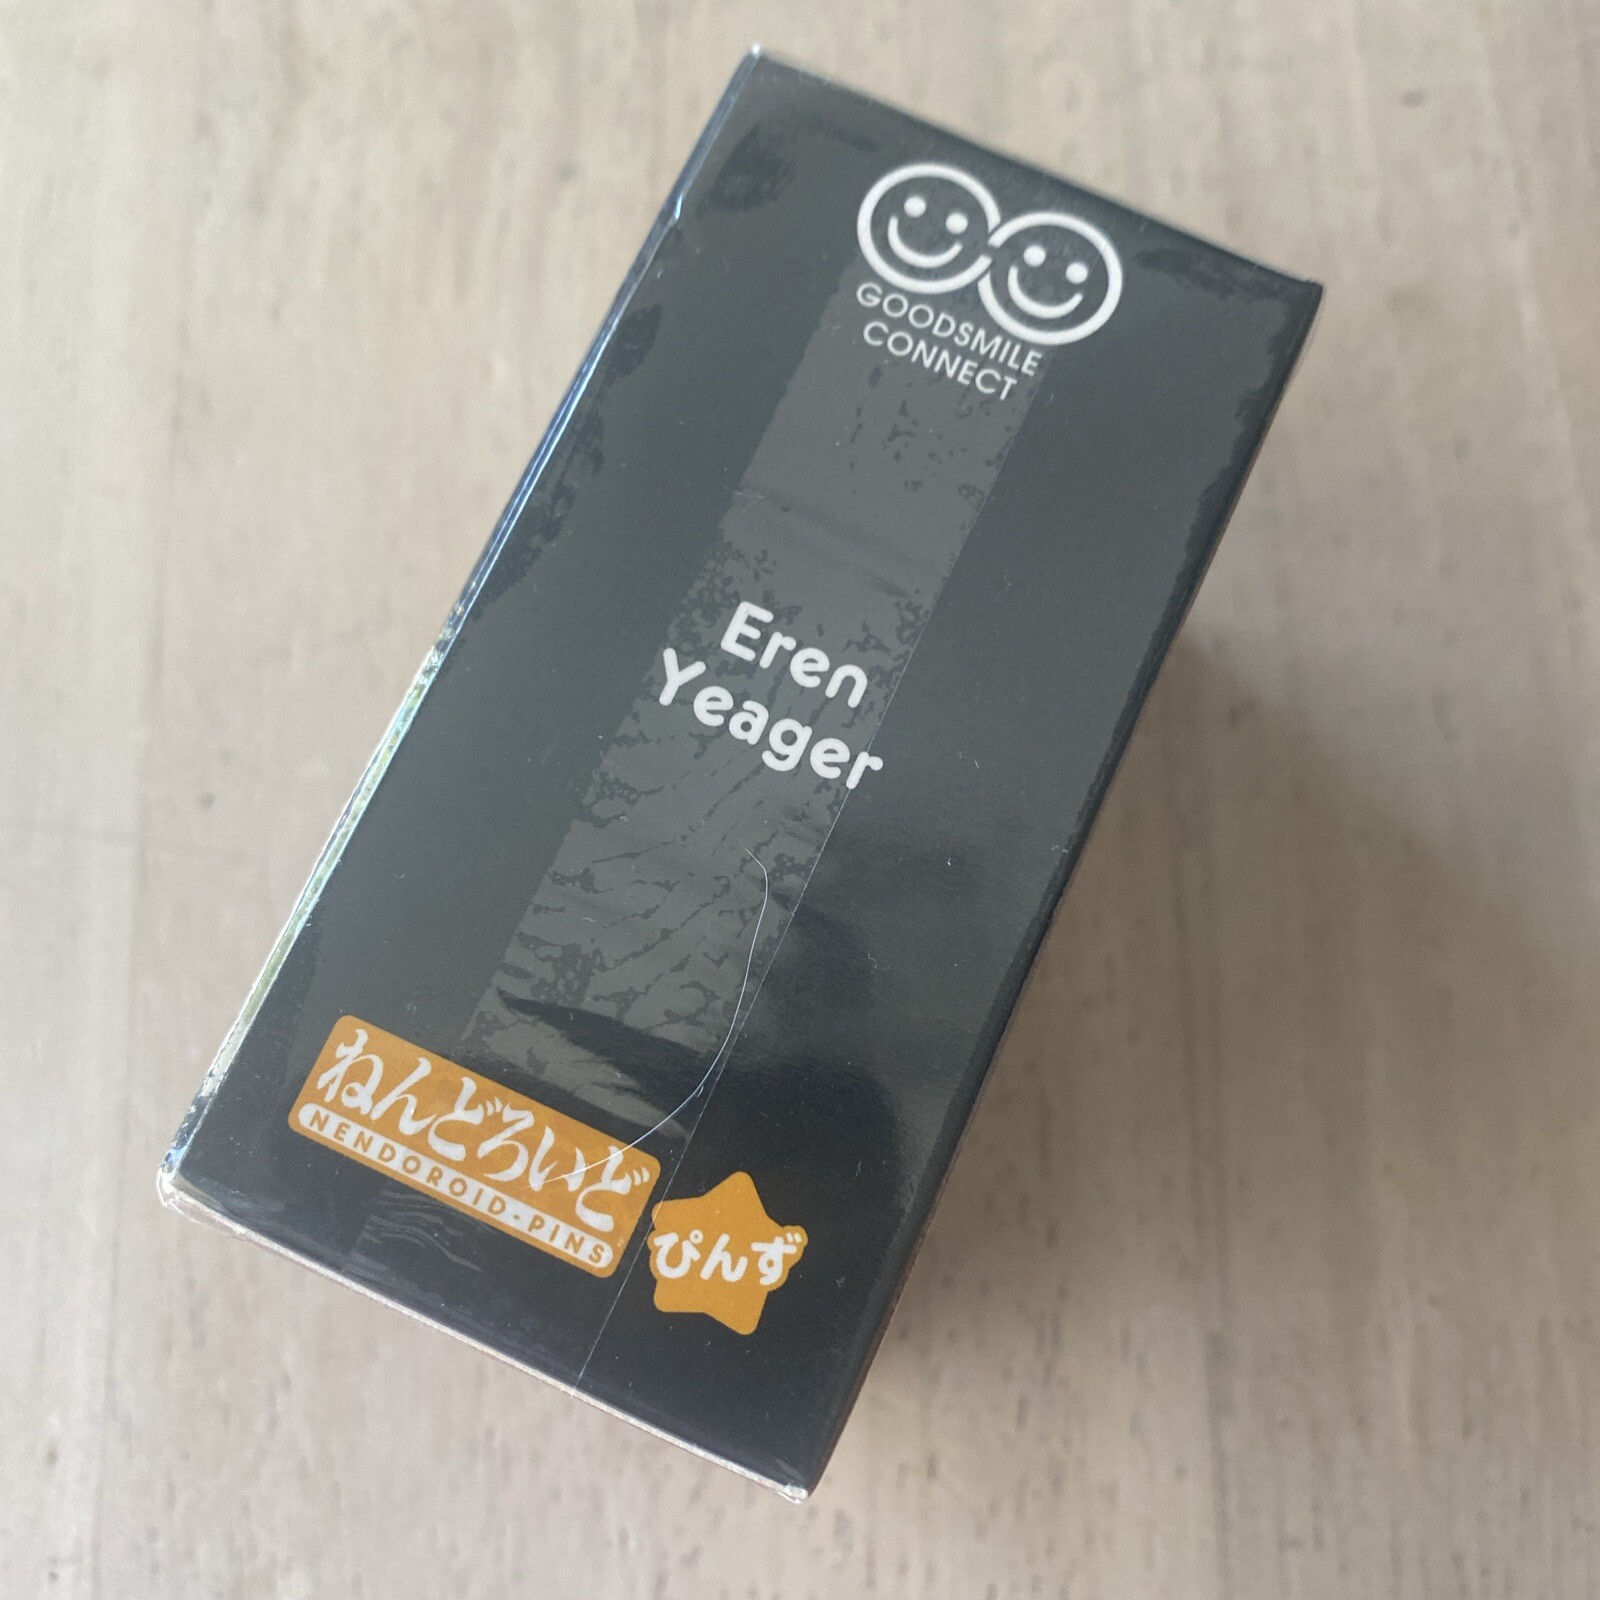 GOODSMILE
CONNECT
Eren
Yeager
ねんどろいど
NENDOROID-PINS
ぴんず